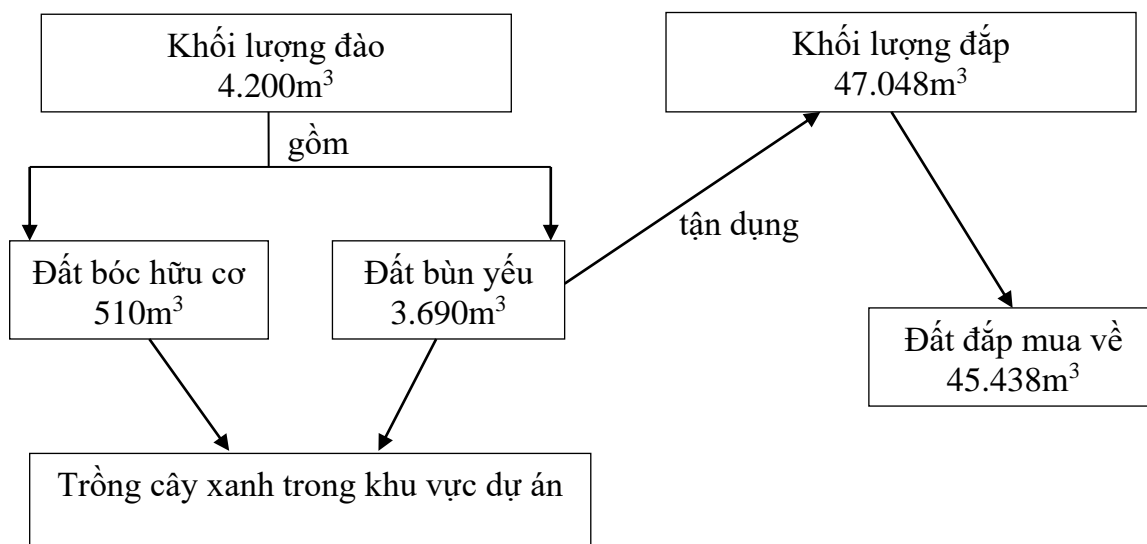 Khối lượng đào
4.200m³
Khối lượng đắp
47.048m³
gồm
tận dụng
Đất bóc hữu cơ
510m³
Đất bùn yếu
3.690m³
Đất đắp mua về
45.438m³
Trồng cây xanh trong khu vực dự án